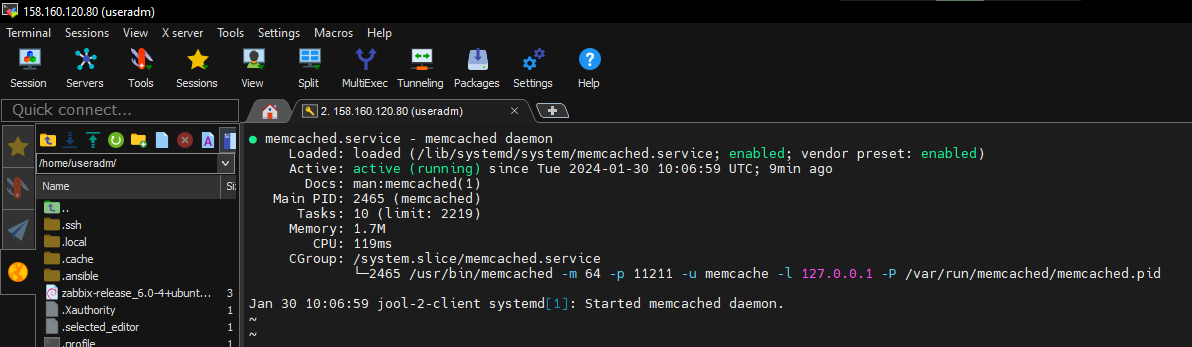 158.160.120.80 (useradm)
Terminal Sessions View X server Tools Settings Macros Help
Session Servers Tools Sessions View Split MultiExec Tunneling Packages Settings Help
Quick connect...
2. 158.160.120.80 (useradm)
/home/useradm/
Name Si
..
.ssh
.local
.cache
.ansible
zabbix-release_6.0-4+ubunt... 3
.Xauthority 1
.selected_editor 1
.profile 1
● memcached.service - memcached daemon
Loaded: loaded (/lib/systemd/system/memcached.service; enabled; vendor preset: enabled)
Active: active (running) since Tue 2024-01-30 10:06:59 UTC; 9min ago
Docs: man:memcached(1)
Main PID: 2465 (memcached)
Tasks: 10 (limit: 2219)
Memory: 1.7M
CPU: 119ms
CGroup: /system.slice/memcached.service
└─2465 /usr/bin/memcached -m 64 -p 11211 -u memcache -l 127.0.0.1 -P /var/run/memcached/memcached.pid
Jan 30 10:06:59 jool-2-client systemd[1]: Started memcached daemon.
~
~